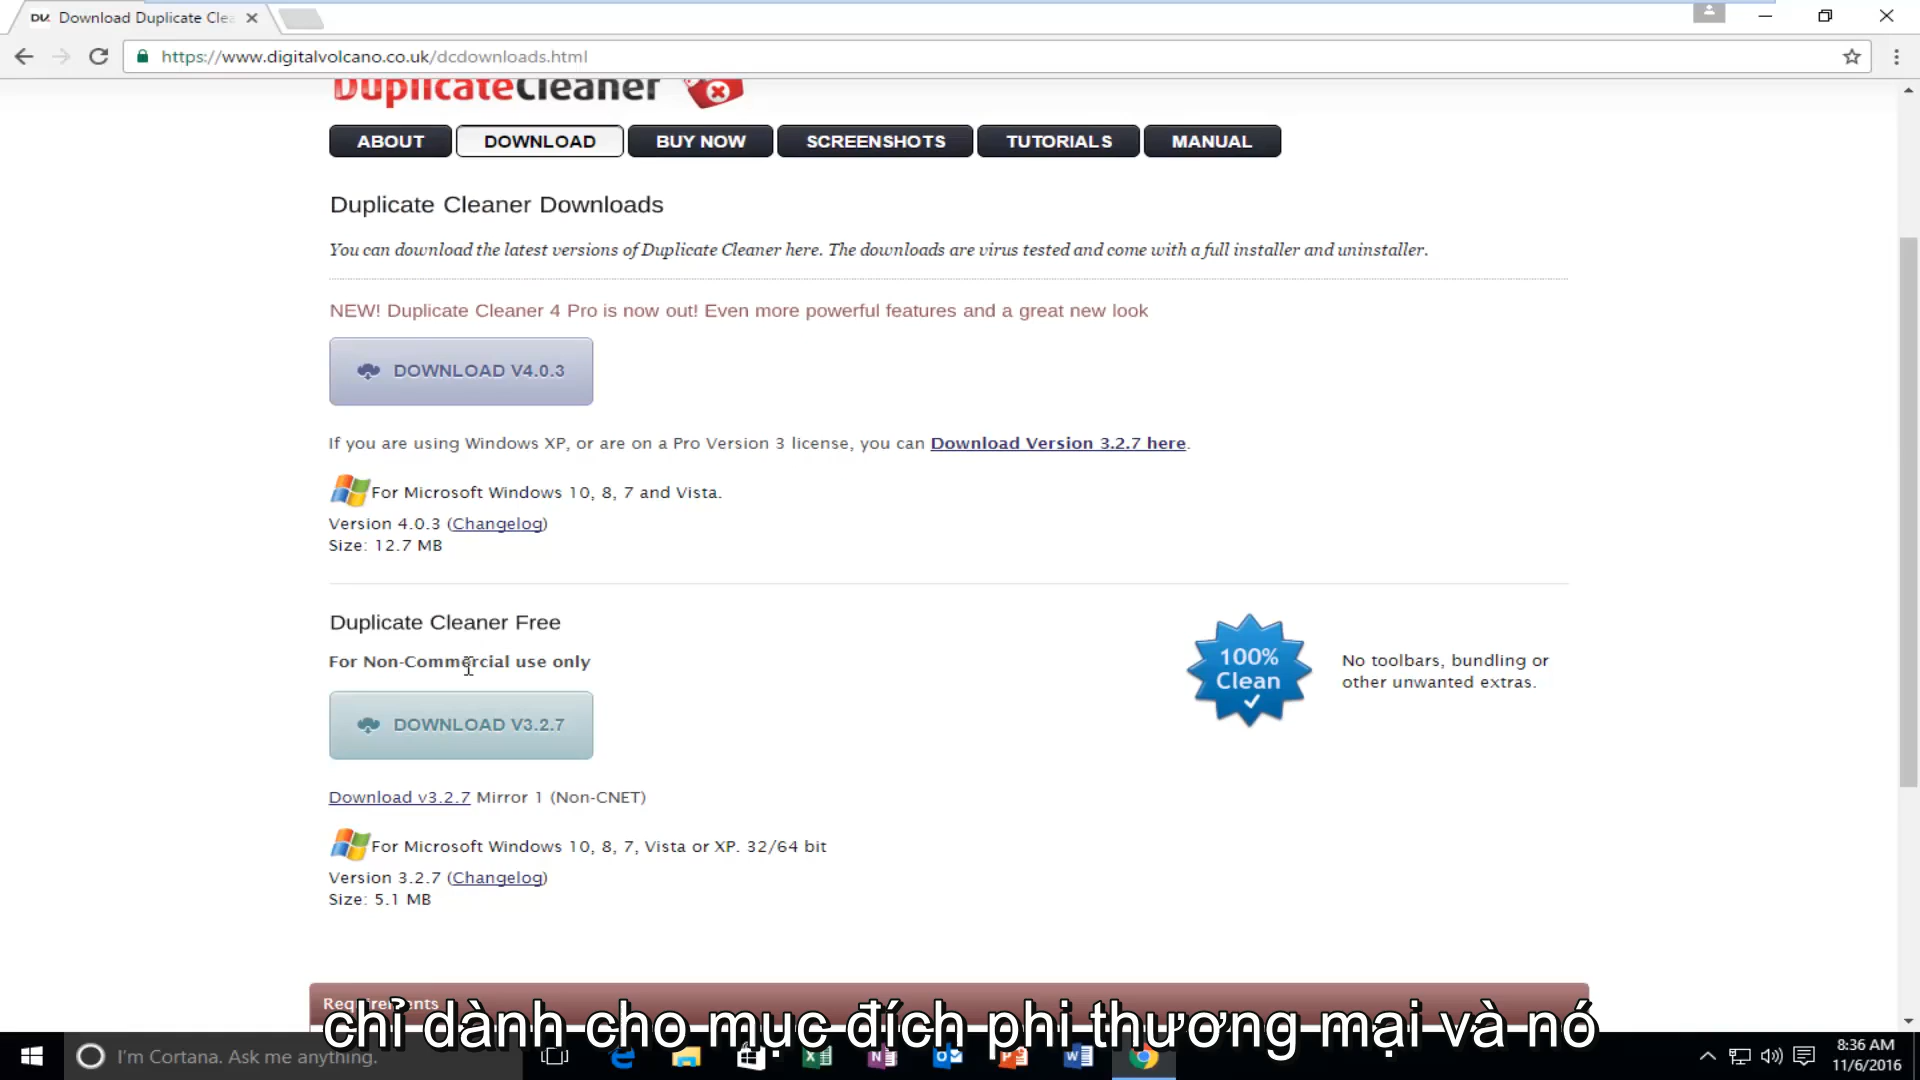 Download Duplicate Clea
https://www.digitalvolcano.co.uk/dcdownloads.html
DuplicateCleaner
ABOUT
DOWNLOAD
BUY NOW
SCREENSHOTS
TUTORIALS
MANUAL
Duplicate Cleaner Downloads
You can download the latest versions of Duplicate Cleaner here. The downloads are virus tested and come with a full installer and uninstaller.
NEW! Duplicate Cleaner 4 Pro is now out! Even more powerful features and a great new look
DOWNLOAD V4.0.3
If you are using Windows XP, or are on a Pro Version 3 license, you can Download Version 3.2.7 here.
For Microsoft Windows 10, 8, 7 and Vista.
Version 4.0.3 (Changelog)
Size: 12.7 MB
Duplicate Cleaner Free
For Non-Commercial use only
DOWNLOAD V3.2.7
100%
Clean
No toolbars, bundling or
other unwanted extras.
Download v3.2.7 Mirror 1 (Non-CNET)
For Microsoft Windows 10, 8, 7, Vista or XP. 32/64 bit
Version 3.2.7 (Changelog)
Size: 5.1 MB
Requirements
chỉ dành cho mục đích phi thương mại và nó
I'm Cortana. Ask me anything.
8:36 AM
11/6/2016